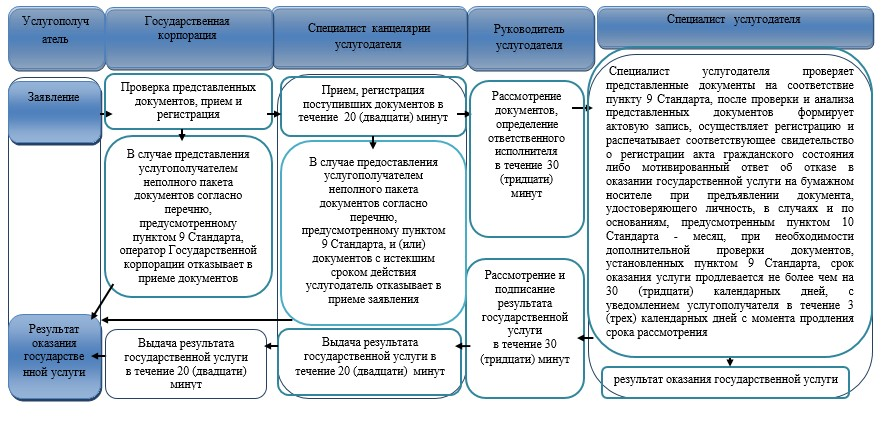 Услугополуч
атель
Государственная
корпорация
Специалист канцелярии
услугодателя
Руководитель
услугодателя
Специалист услугодателя
Заявление
Проверка представленных
документов, прием и
регистрация
Прием, регистрация
поступивших документов в
течение 20 (двадцати) минут
Рассмотрение
документов,
определение
ответственного
исполнителя
в течение 30
(тридцати)
минут
Специалист услугодателя проверяет
представленные документы на соответствие
пункту 9 Стандарта, после проверки и анализа
представленных документов формирует
актовую запись, осуществляет регистрацию и
распечатывает соответствующее свидетельство
о регистрации акта гражданского состояния
либо мотивированный ответ об отказе в
оказании государственной услуги на бумажном
носителе при предъявлении документа,
удостоверяющего личность, в случаях и по
основаниям, предусмотренным пунктом 10
Стандарта - месяц, при необходимости
дополнительной проверки документов,
установленных пунктом 9 Стандарта, срок
оказания услуги продлевается не более чем на
30 (тридцати) календарных дней, с
уведомлением услугополучателя в течение 3
(трех) календарных дней с момента продления
срока рассмотрения
В случае представления
услугополучателем
неполного пакета
документов согласно
перечню,
предусмотренному
пунктом 9 Стандарта,
оператор Государственной
корпорации отказывает в
приеме документов
В случае предоставления
услугополучателем
неполного пакета
документов согласно
перечню,
предусмотренному пунктом
9 Стандарта, и (или)
документов с истекшим
сроком действия
услугодатель отказывает в
приеме заявления
Рассмотрение и
подписание
результата
государственной
услуги
в течение 30
(тридцати) минут
Результат
оказания
государстве
нной услуги
Выдача результата
государственной услуги
в течение 20 (двадцати)
минут
Выдача результата
государственной услуги в
течение 20 (двадцати) минут
результат оказания государственной услуги